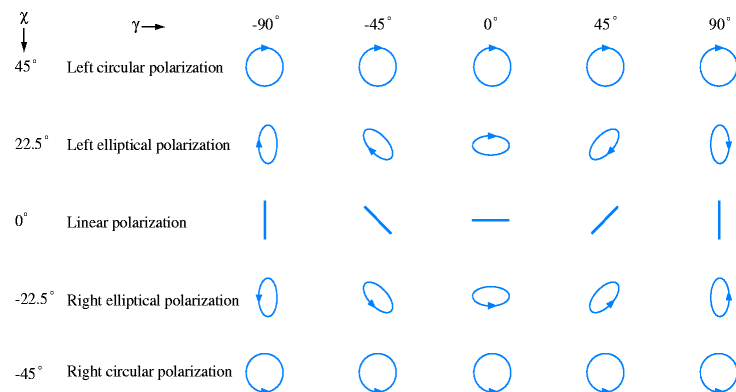 χ γ -90° -45° 0° 45° 90°
45° Left circular polarization
22.5° Left elliptical polarization
0° Linear polarization
-22.5° Right elliptical polarization
-45° Right circular polarization